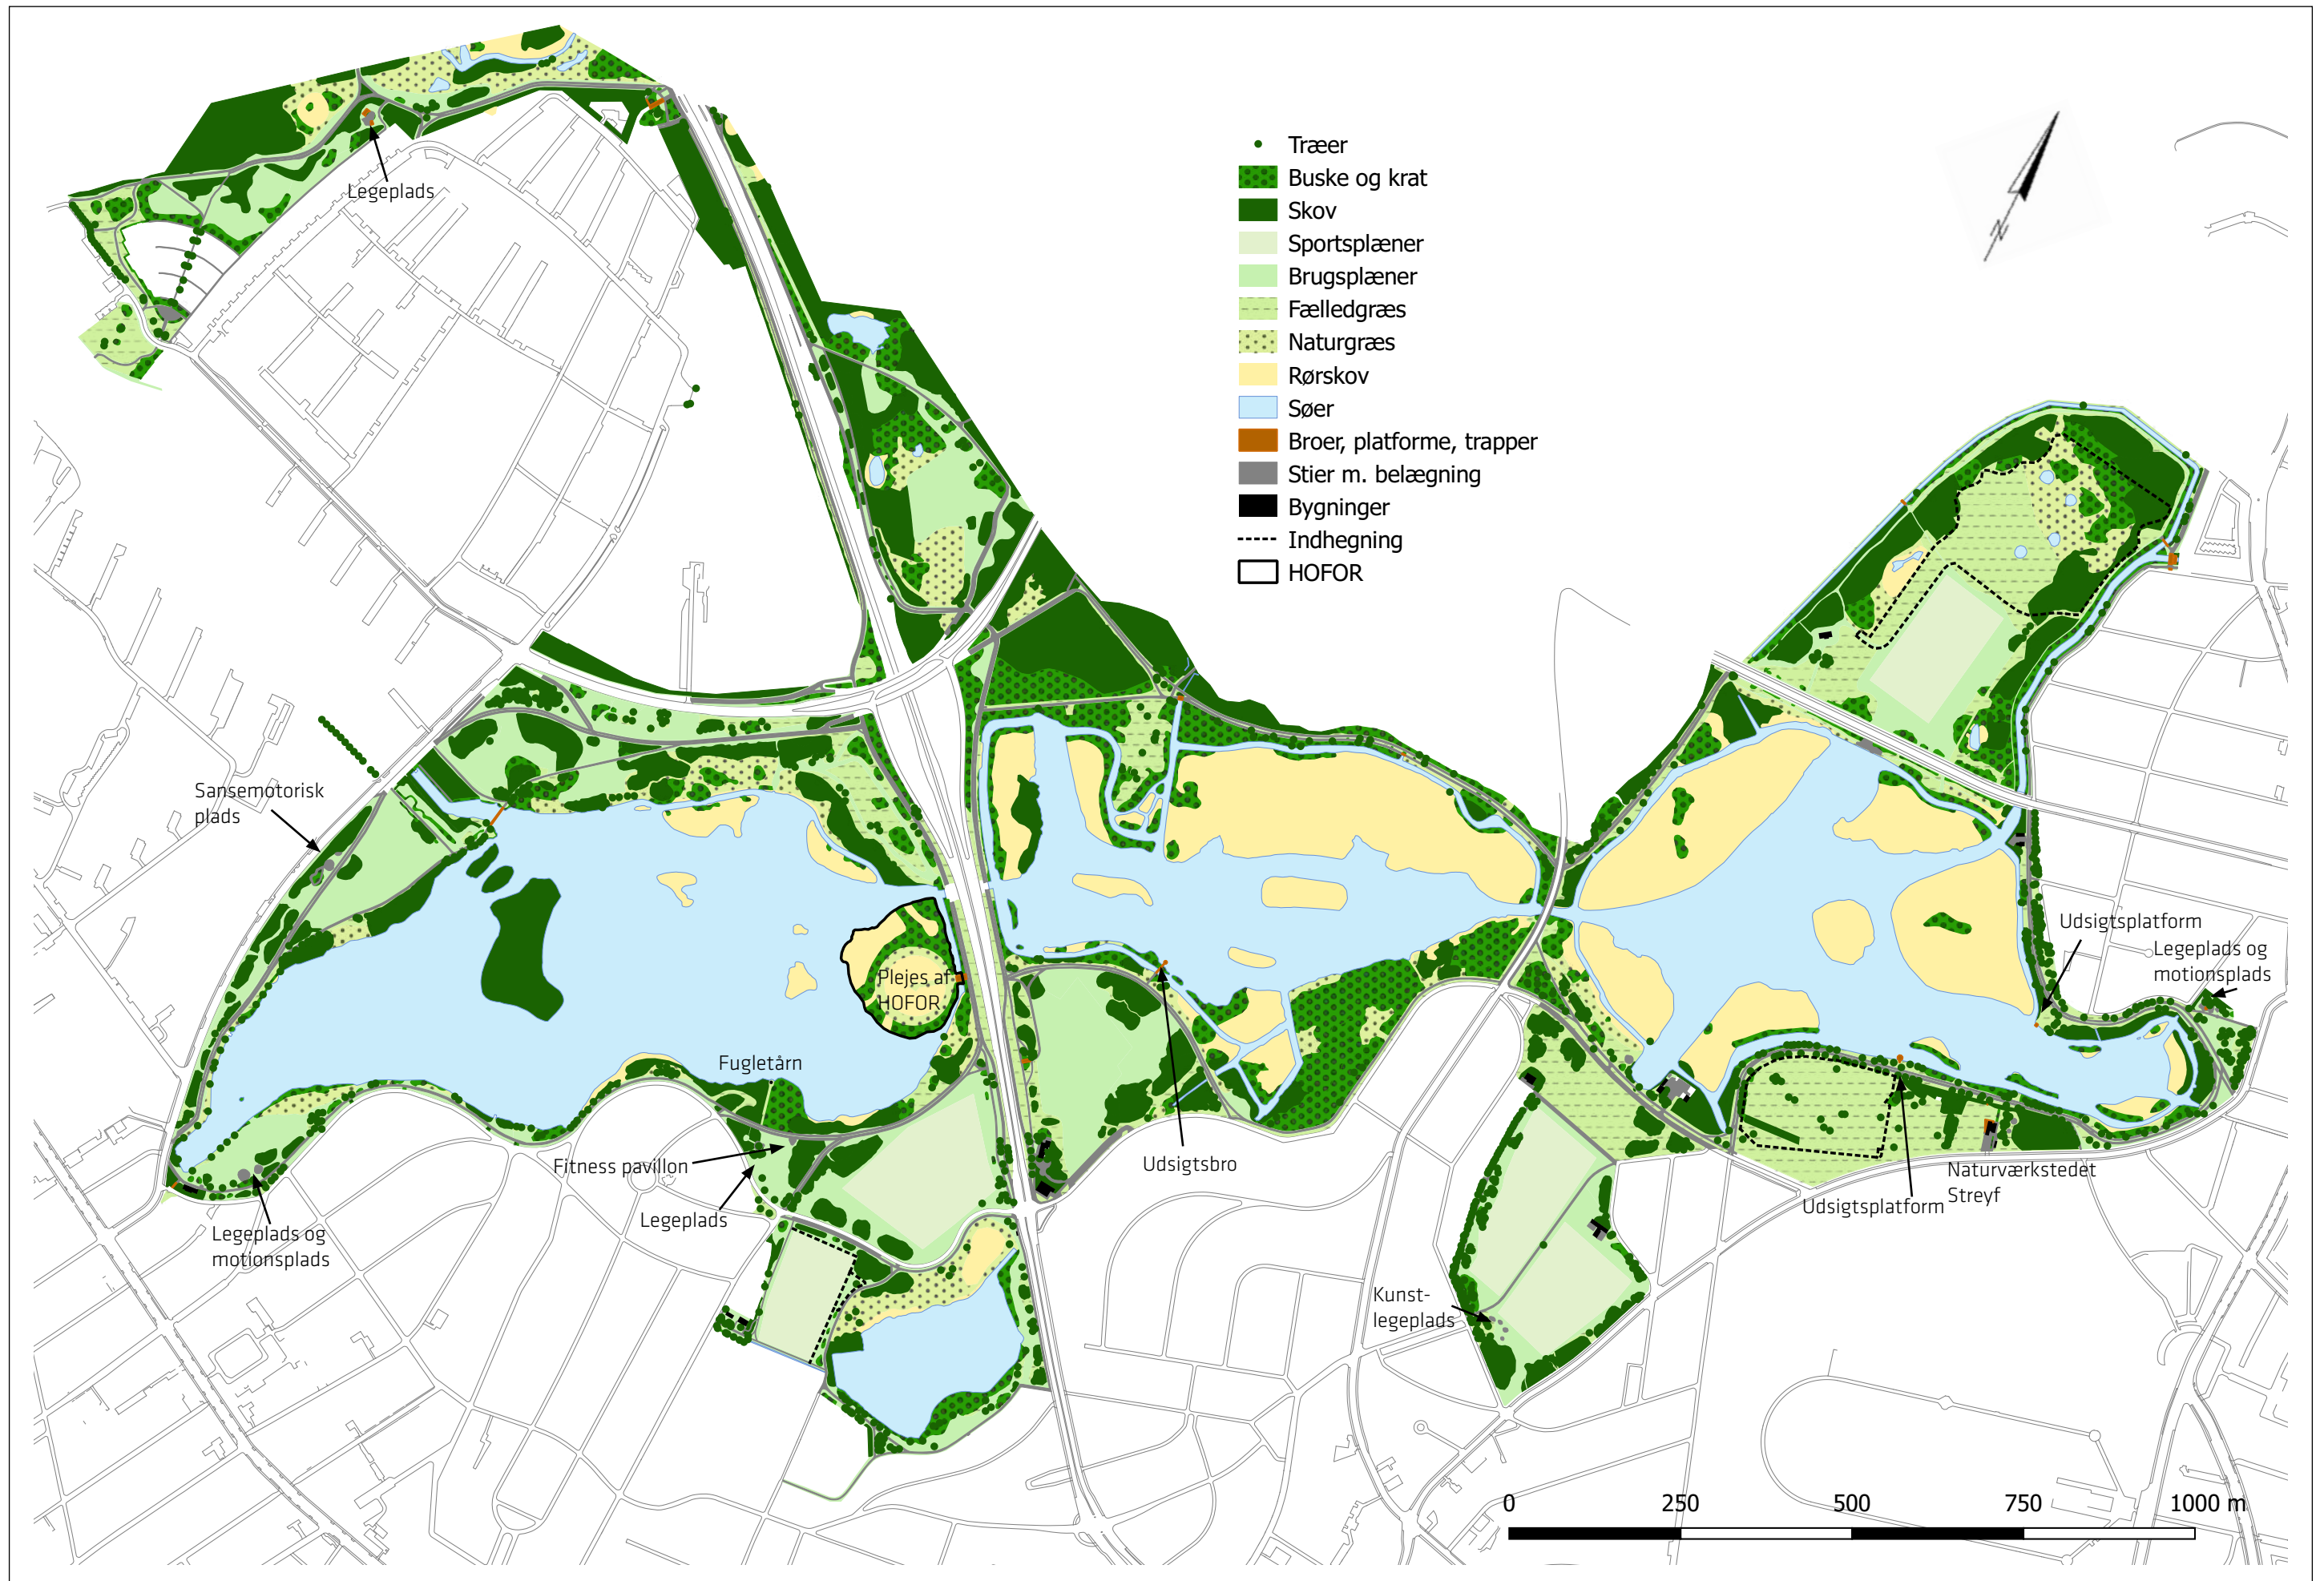 Træer
Buske og krat
Skov
Sportsplæner
Brugsplæner
Fælledgræs
Naturgræs
Rørskov
Søer
Broer, platforme, trapper
Stier m. belægning
Bygninger
Indhegning
HOFOR
N
Legeplads
Sansemotorisk
plads
Udsigtsplatform
Legeplads og
motionsplads
Plejes af
HOFOR
Fugletårn
Fitness pavillon
Legeplads
Udsigtsbro
Naturværkstedet
Streyf
Udsigtsplatform
Legeplads og
motionsplads
Kunst-
legeplads
0 250 500 750 1000 m